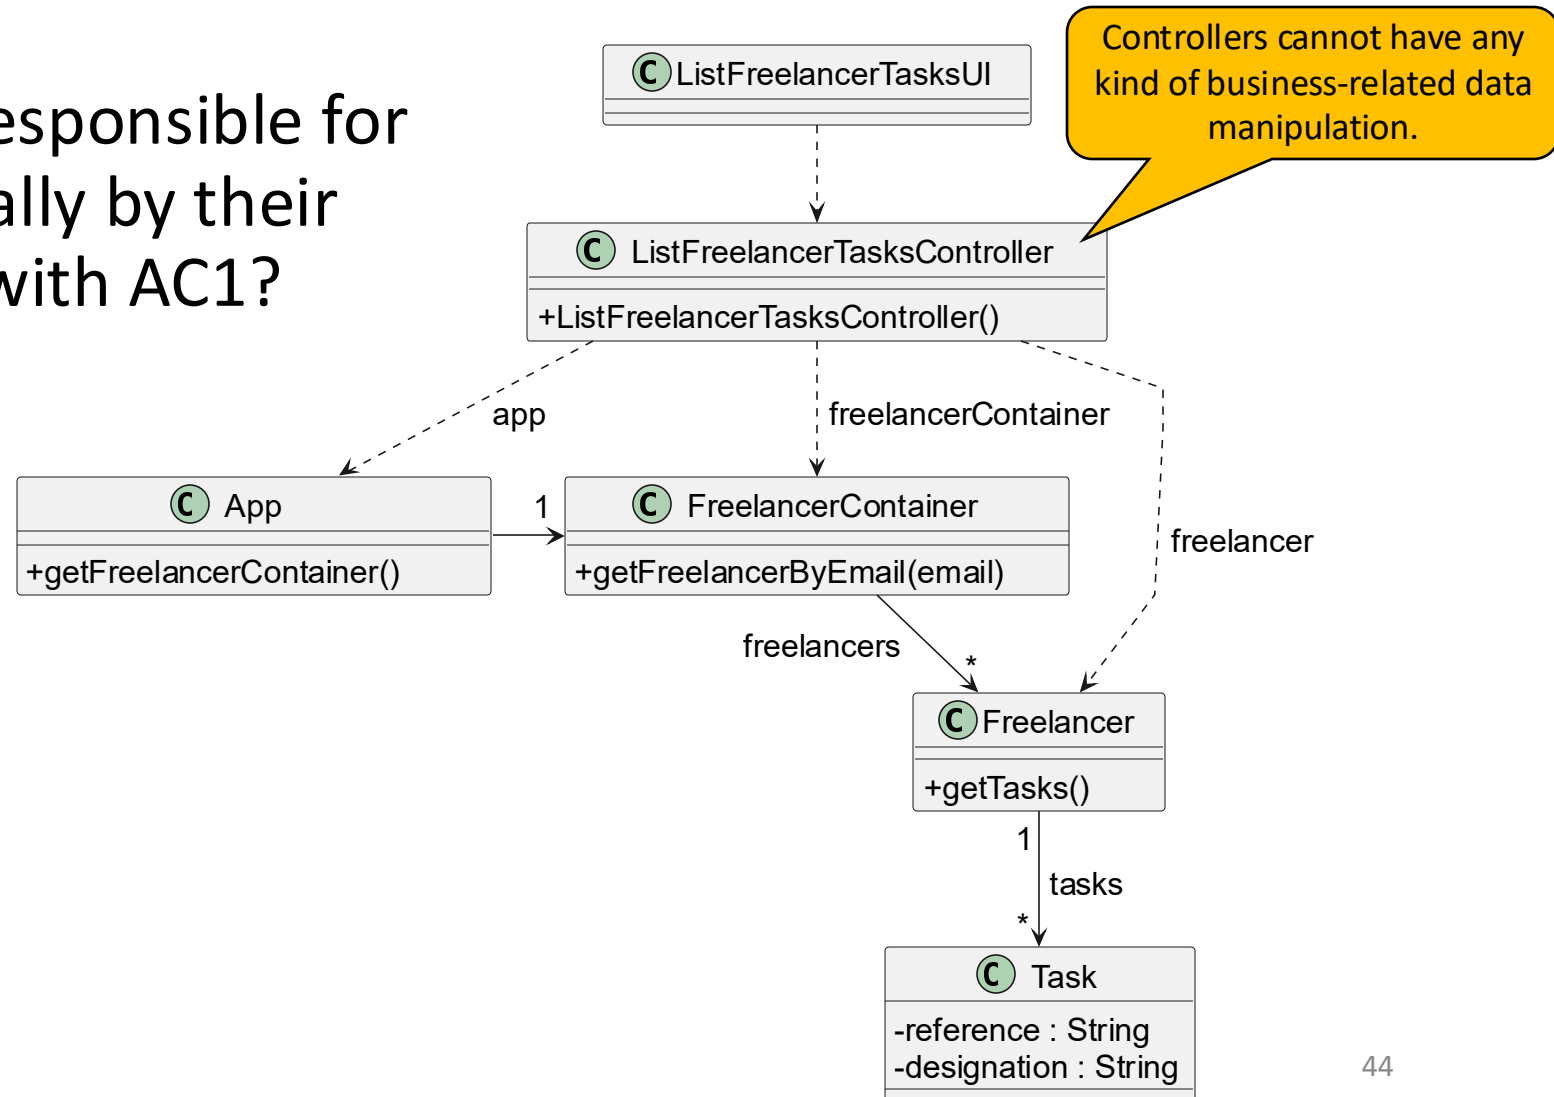 esponsible for
ally by their
with AC1?
C ListFreelancerTasksUI
Controllers cannot have any
kind of business-related data
manipulation.
C ListFreelancerTasksController
+ListFreelancerTasksController()
app
freelancerContainer
freelancer
C App
+getFreelancerContainer()
1
C FreelancerContainer
+getFreelancerByEmail(email)
freelancers
*
C Freelancer
+getTasks()
1
tasks
*
C Task
-reference : String
-designation : String
44